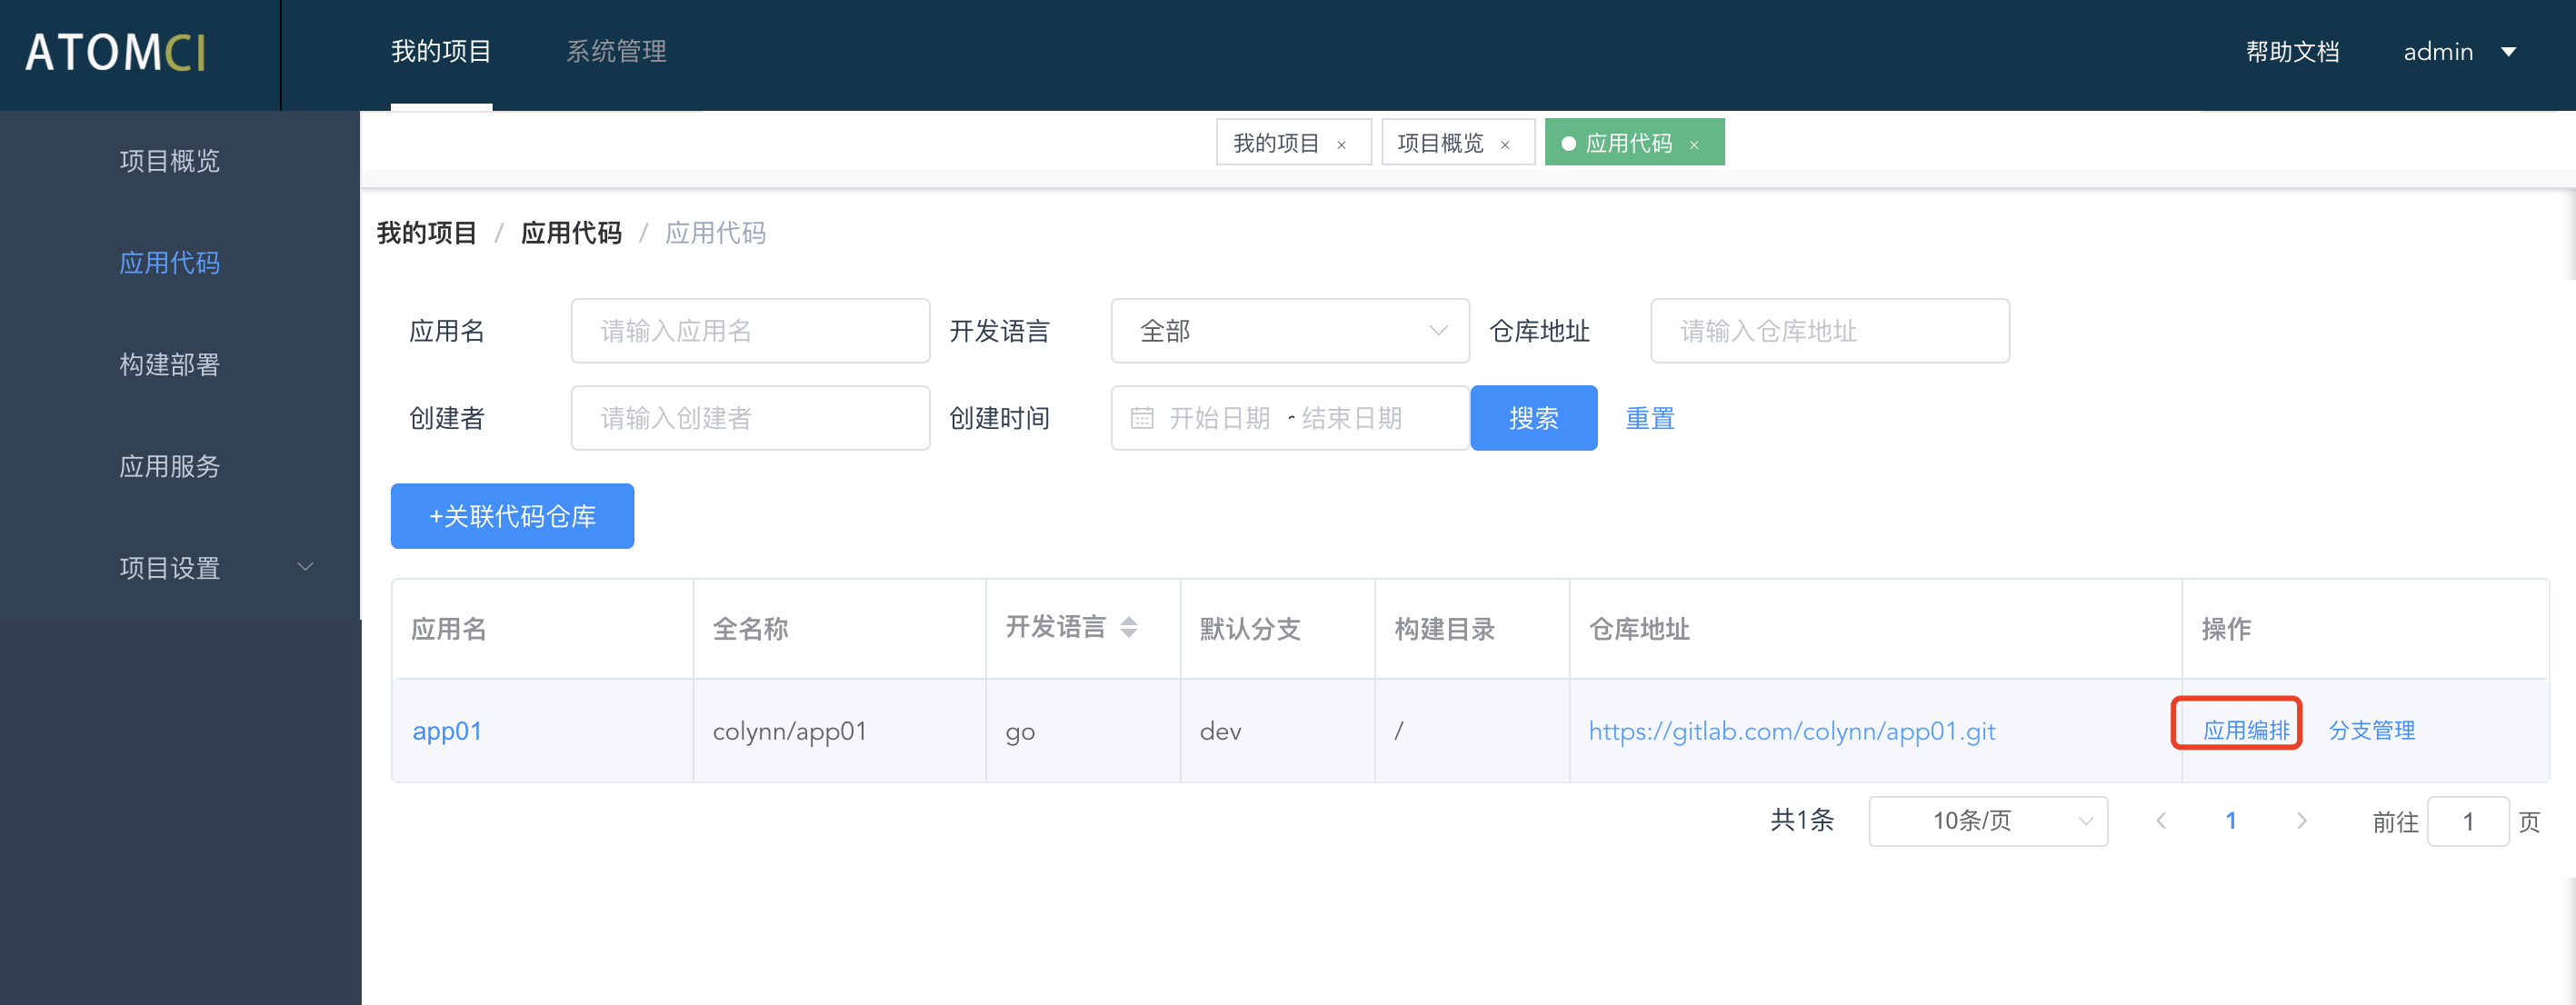 ATOMCI
我的项目 系统管理 帮助文档 admin
项目概览
应用代码
构建部署
应用服务
项目设置
我的项目 × 项目概览 × 应用代码 ×
我的项目 / 应用代码 / 应用代码
应用名 请输入应用名 开发语言 全部 仓库地址 请输入仓库地址
创建者 请输入创建者 创建时间 开始日期 ~ 结束日期 搜索 重置
+关联代码仓库
应用名 全名称 开发语言 默认分支 构建目录 仓库地址 操作
app01 colynn/app01 go dev / https://gitlab.com/colynn/app01.git 应用编排 分支管理
共1条 10条/页 1 前往 1 页